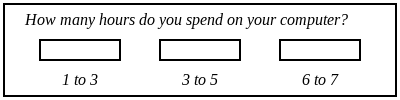 How many hours do you spend on your computer?
1 to 3 3 to 5 6 to 7